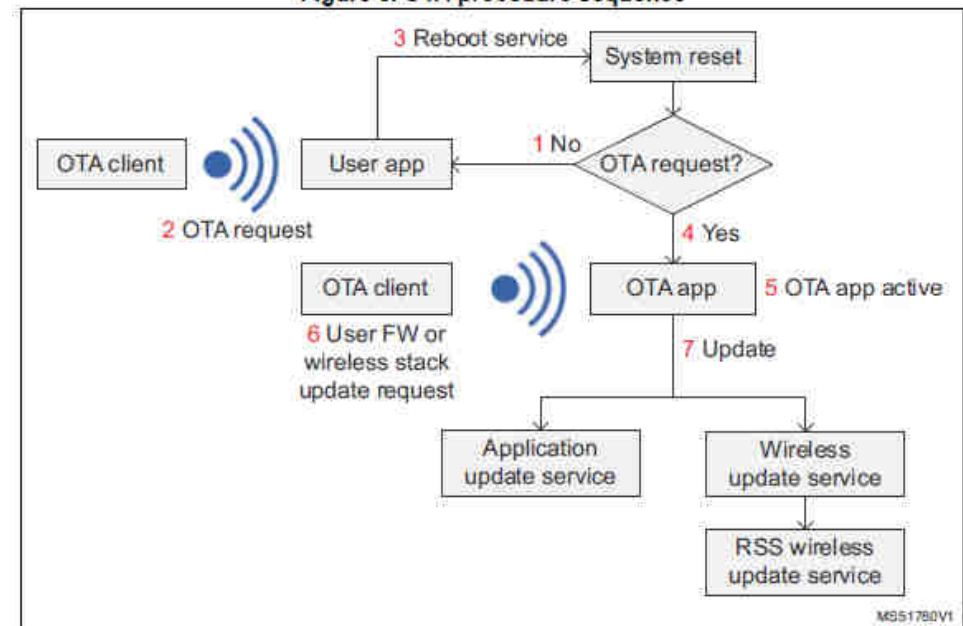 3 Reboot service
System reset
1 No
OTA client
User app
OTA request?
2 OTA request
4 Yes
OTA client
OTA app
5 OTA app active
6 User FW or
wireless stack
update request
7 Update
Application
update service
Wireless
update service
RSS wireless
update service
MS51780V1